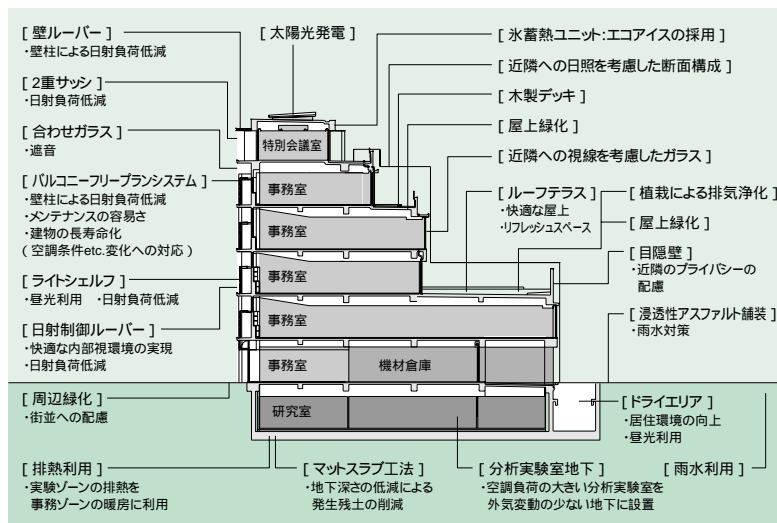 [ 壁ルーバー ]
・壁柱による日射負荷低減
[ 2重サッシ ]
・日射負荷低減
[ 合わせガラス ]
・遮音
[ バルコニーフリープランシステム ]
・壁柱による日射負荷低減
・メンテナンスの容易さ
・建物の長寿命化
( 空調条件etc.変化への対応 )
[ ライトシェルフ ]
・昼光利用 ・日射負荷低減
[ 日射制御ルーバー ]
・快適な内部視環境の実現
・日射負荷低減
[ 周辺緑化 ]
・街並への配慮
[ 排熱利用 ]
・実験ゾーンの排熱を
事務ゾーンの暖房に利用
[ 太陽光発電 ]
特別会議室
事務室
事務室
事務室
事務室
事務室
機材倉庫
研究室
[ 氷蓄熱ユニット:エコアイスの採用 ]
[ 近隣への日照を考慮した断面構成 ]
[ 木製デッキ ]
[ 屋上緑化 ]
[ 近隣への視線を考慮したガラス ]
[ ルーフテラス ]
・快適な屋上
・リフレッシュスペース
[ 植栽による排気浄化 ]
[ 屋上緑化 ]
[ 目隠壁 ]
・近隣のプライバシーの
配慮
[ 浸透性アスファルト舗装 ]
・雨水対策
[ ドライエリア ]
・居住環境の向上
・昼光利用
[ マットスラブ工法 ]
・地下深さの低減による
発生残土の削減
[ 分析実験室地下 ]
・空調負荷の大きい分析実験室を
外気変動の少ない地下に設置
[ 雨水利用 ]